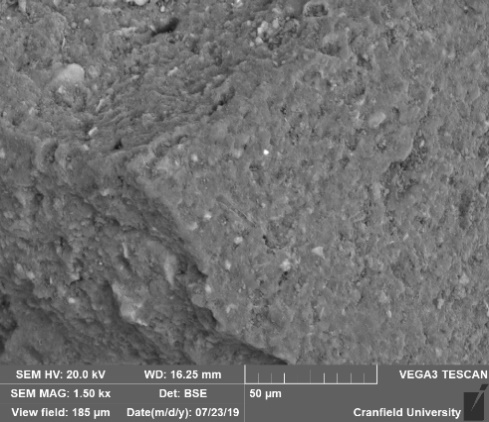 SEM HV: 20.0 kV WD: 16.25 mm VEGA3 TESCAN
SEM MAG: 1.50 kx Det: BSE 50 µm
View field: 185 µm Date(m/d/y): 07/23/19 Cranfield University